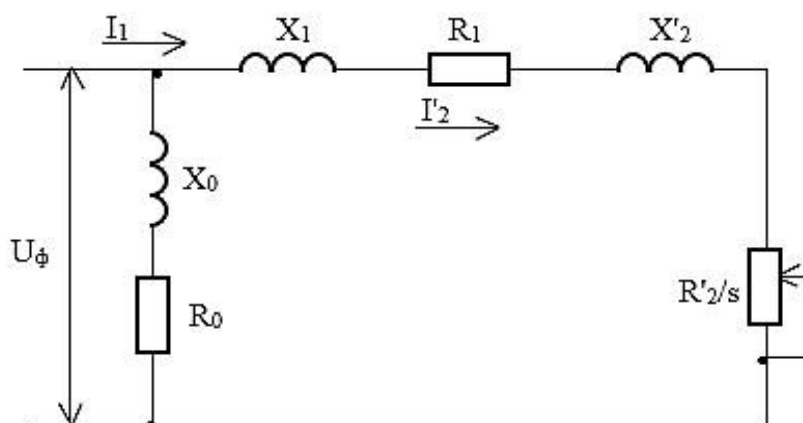 I₁
X₁
R₁
X'₂
I'₂
X₀
Uф
R'₂/s
R₀